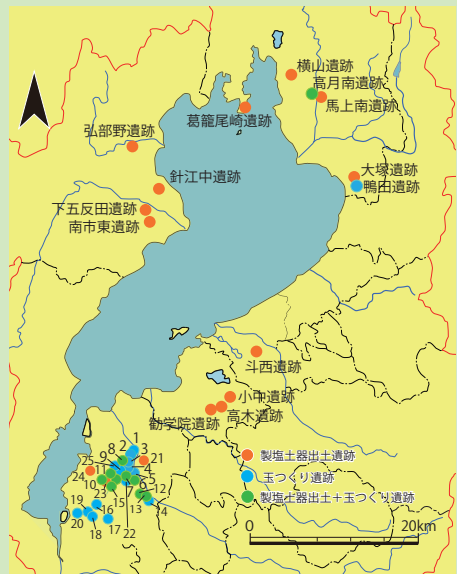 横山遺跡
高月南遺跡
馬上南遺跡
葛籠尾崎遺跡
弘部野遺跡
大塚遺跡
鴨田遺跡
針江中遺跡
下五反田遺跡
南市東遺跡
斗西遺跡
小中遺跡
高木遺跡
勧学院遺跡
1
2
3
8
9
21
25
4
11
24
5
6
10
7
12
23
15
13
14
19
16
20
18
17
22
製塩土器出土遺跡
玉つくり遺跡
製塩土器出土+玉つくり遺跡
0 20km